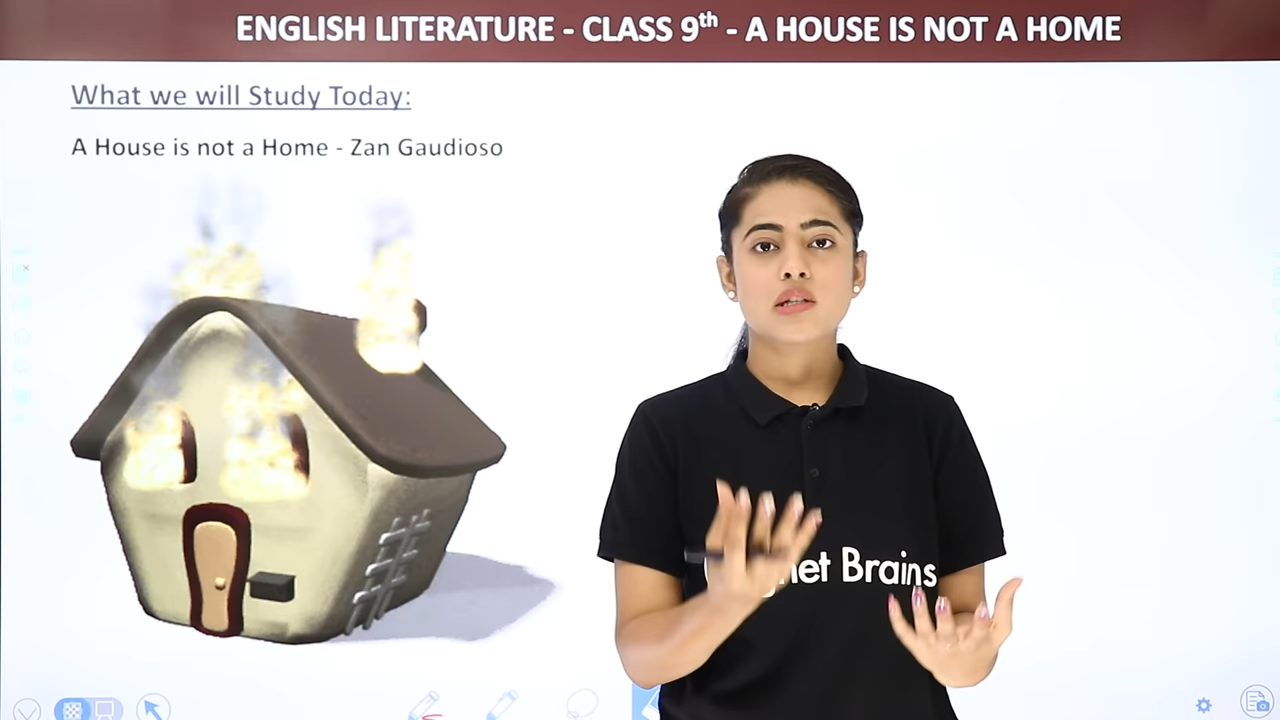 ENGLISH LITERATURE - CLASS 9th - A HOUSE IS NOT A HOME
What we will Study Today:
A House is not a Home - Zan Gaudioso
Brains